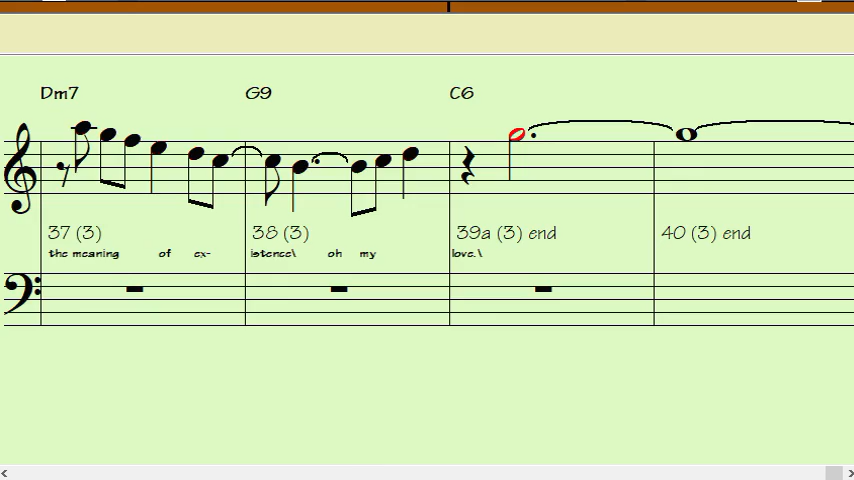 Dm7 G9 C6
37 (3) 38 (3) 39a (3) end 40 (3) end
the meaning of ex- istence\ oh my love.\